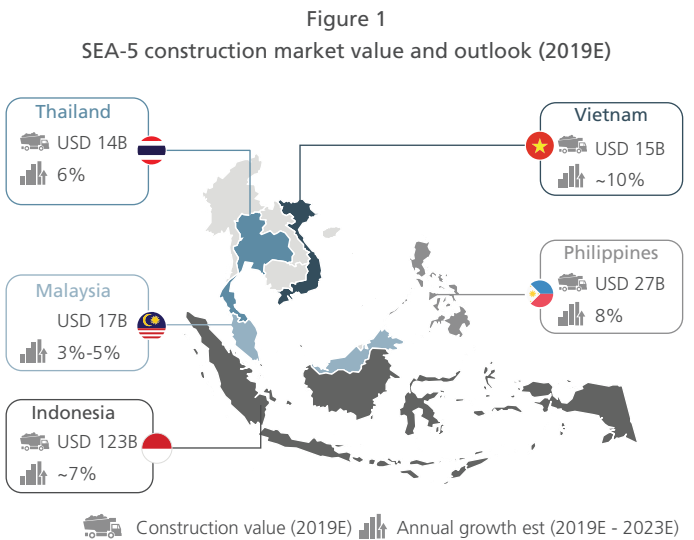 Figure 1
SEA-5 construction market value and outlook (2019E)
Thailand
USD 14B
6%
Vietnam
USD 15B
~10%
Philippines
USD 27B
8%
Malaysia
USD 17B
3%-5%
Indonesia
USD 123B
~7%
Construction value (2019E)
Annual growth est (2019E - 2023E)